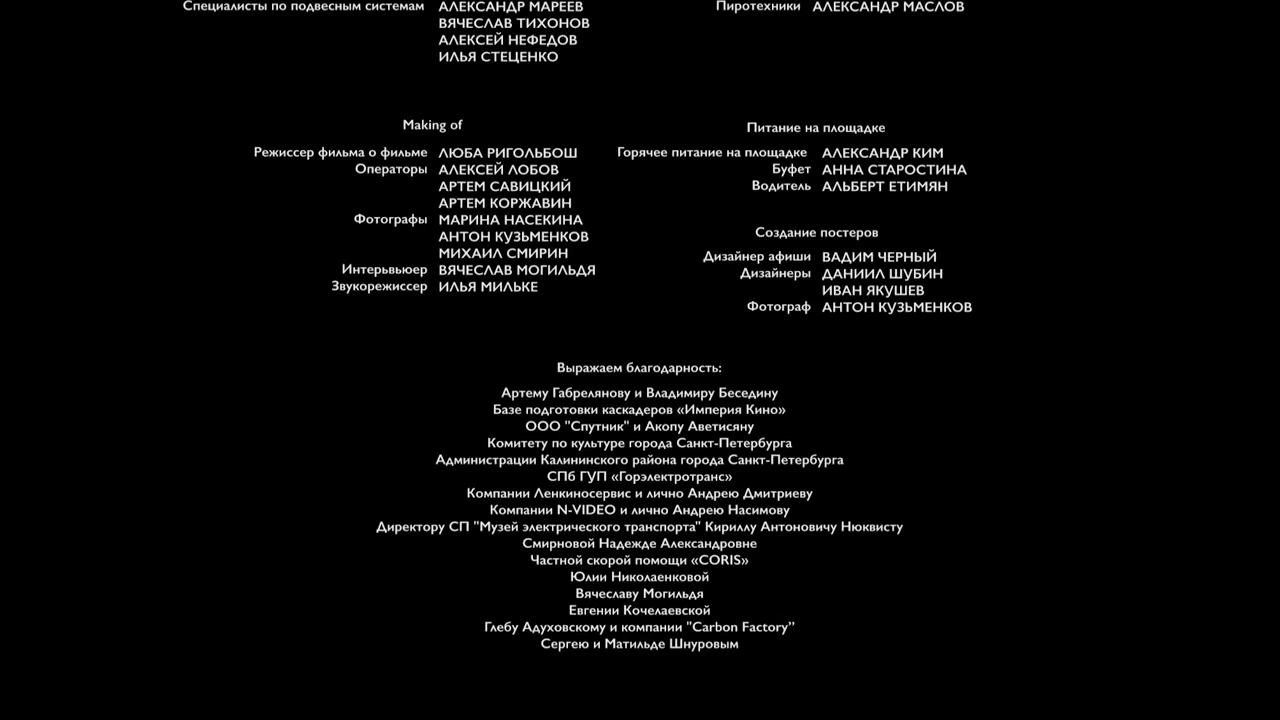 Специалисты по подвесным системам АЛЕКСАНДР МАРЕЕВ
ВЯЧЕСЛАВ ТИХОНОВ
АЛЕКСЕЙ НЕФЕДОВ
ИЛЬЯ СТЕЦЕНКО
Пиротехники АЛЕКСАНДР МАСЛОВ
Making of
Режиссер фильма о фильме ЛЮБА РИГОЛЬБОШ
Операторы АЛЕКСЕЙ ЛОБОВ
АРТЕМ САВИЦКИЙ
АРТЕМ КОРЖАВИН
Фотографы МАРИНА НАСЕКИНА
АНТОН КУЗЬМЕНКОВ
МИХАИЛ СМИРИН
Интерьвьюер ВЯЧЕСЛАВ МОГИЛЬДЯ
Звукорежиссер ИЛЬЯ МИЛЬКЕ
Питание на площадке
Горячее питание на площадке АЛЕКСАНДР КИМ
Буфет АННА СТАРОСТИНА
Водитель АЛЬБЕРТ ЕТИМЯН
Создание постеров
Дизайнер афиши ВАДИМ ЧЕРНЫЙ
Дизайнеры ДАНИИЛ ШУБИН
ИВАН ЯКУШЕВ
Фотограф АНТОН КУЗЬМЕНКОВ
Выражаем благодарность:
Артему Габрелянову и Владимиру Беседину
Базе подготовки каскадеров «Империя Кино»
ООО "Спутник" и Акопу Аветисяну
Комитету по культуре города Санкт-Петербурга
Администрации Калининского района города Санкт-Петербурга
СПб ГУП «Горэлектротранс»
Компании Ленкиносервис и лично Андрею Дмитриеву
Компании N-VIDEO и лично Андрею Насимову
Директору СП "Музей электрического транспорта" Кириллу Антоновичу Нюквисту
Смирновой Надежде Александровне
Частной скорой помощи «CORIS»
Юлии Николаенковой
Вячеславу Могильдя
Евгении Кочелаевской
Глебу Адуховскому и компании "Carbon Factory”
Сергею и Матильде Шнуровым